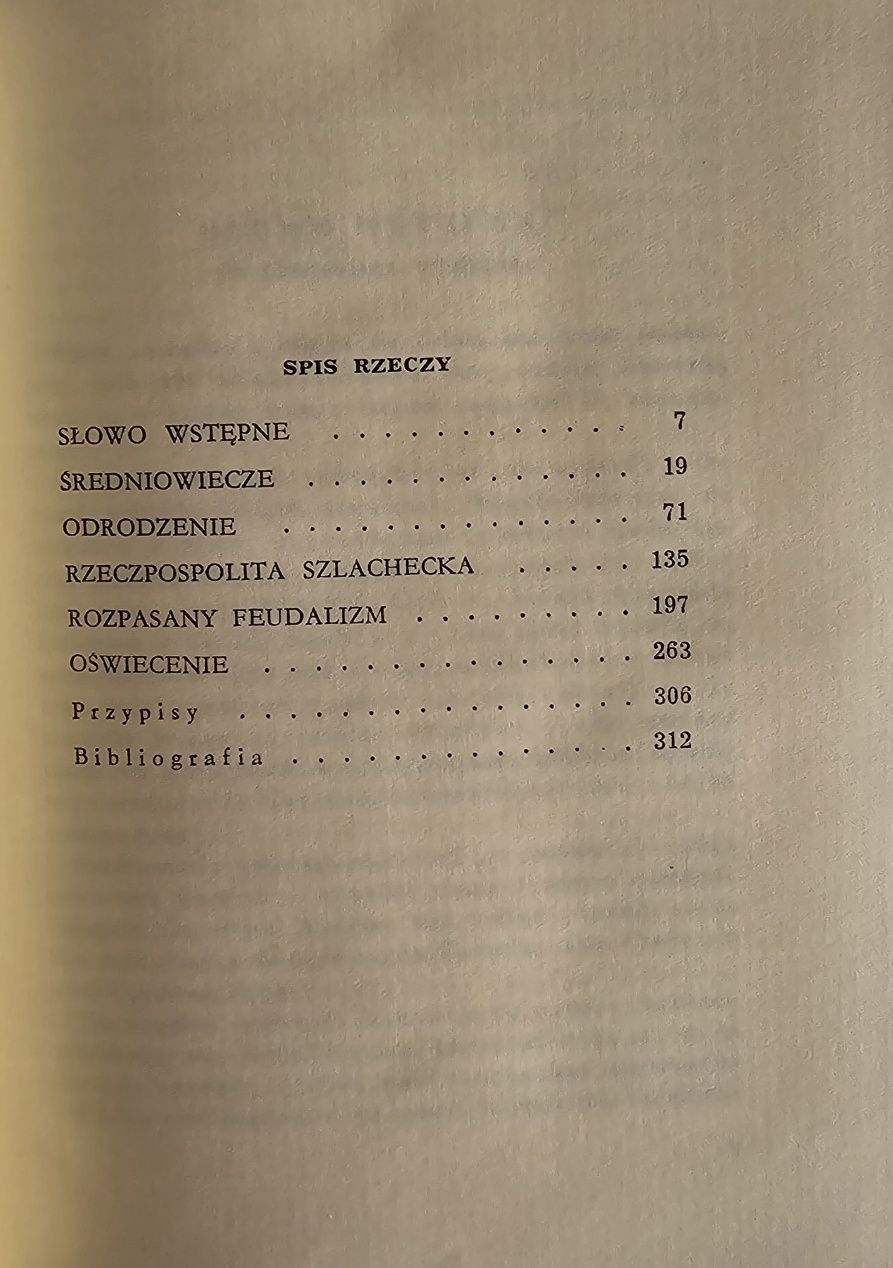 SPIS RZECZY
SŁOWO WSTĘPNE . . . . . . . . . . . . 7
ŚREDNIOWIECZE . . . . . . . . . . . . . 19
ODRODZENIE . . . . . . . . . . . . . . 71
RZECZPOSPOLITA SZLACHECKA . . . . . 135
ROZPASANY FEUDALIZM . . . . . . . . . 197
OŚWIECENIE . . . . . . . . . . . . . . . 263
Przypisy . . . . . . . . . . . . . . . . 306
Bibliografia . . . . . . . . . . . . . . 312